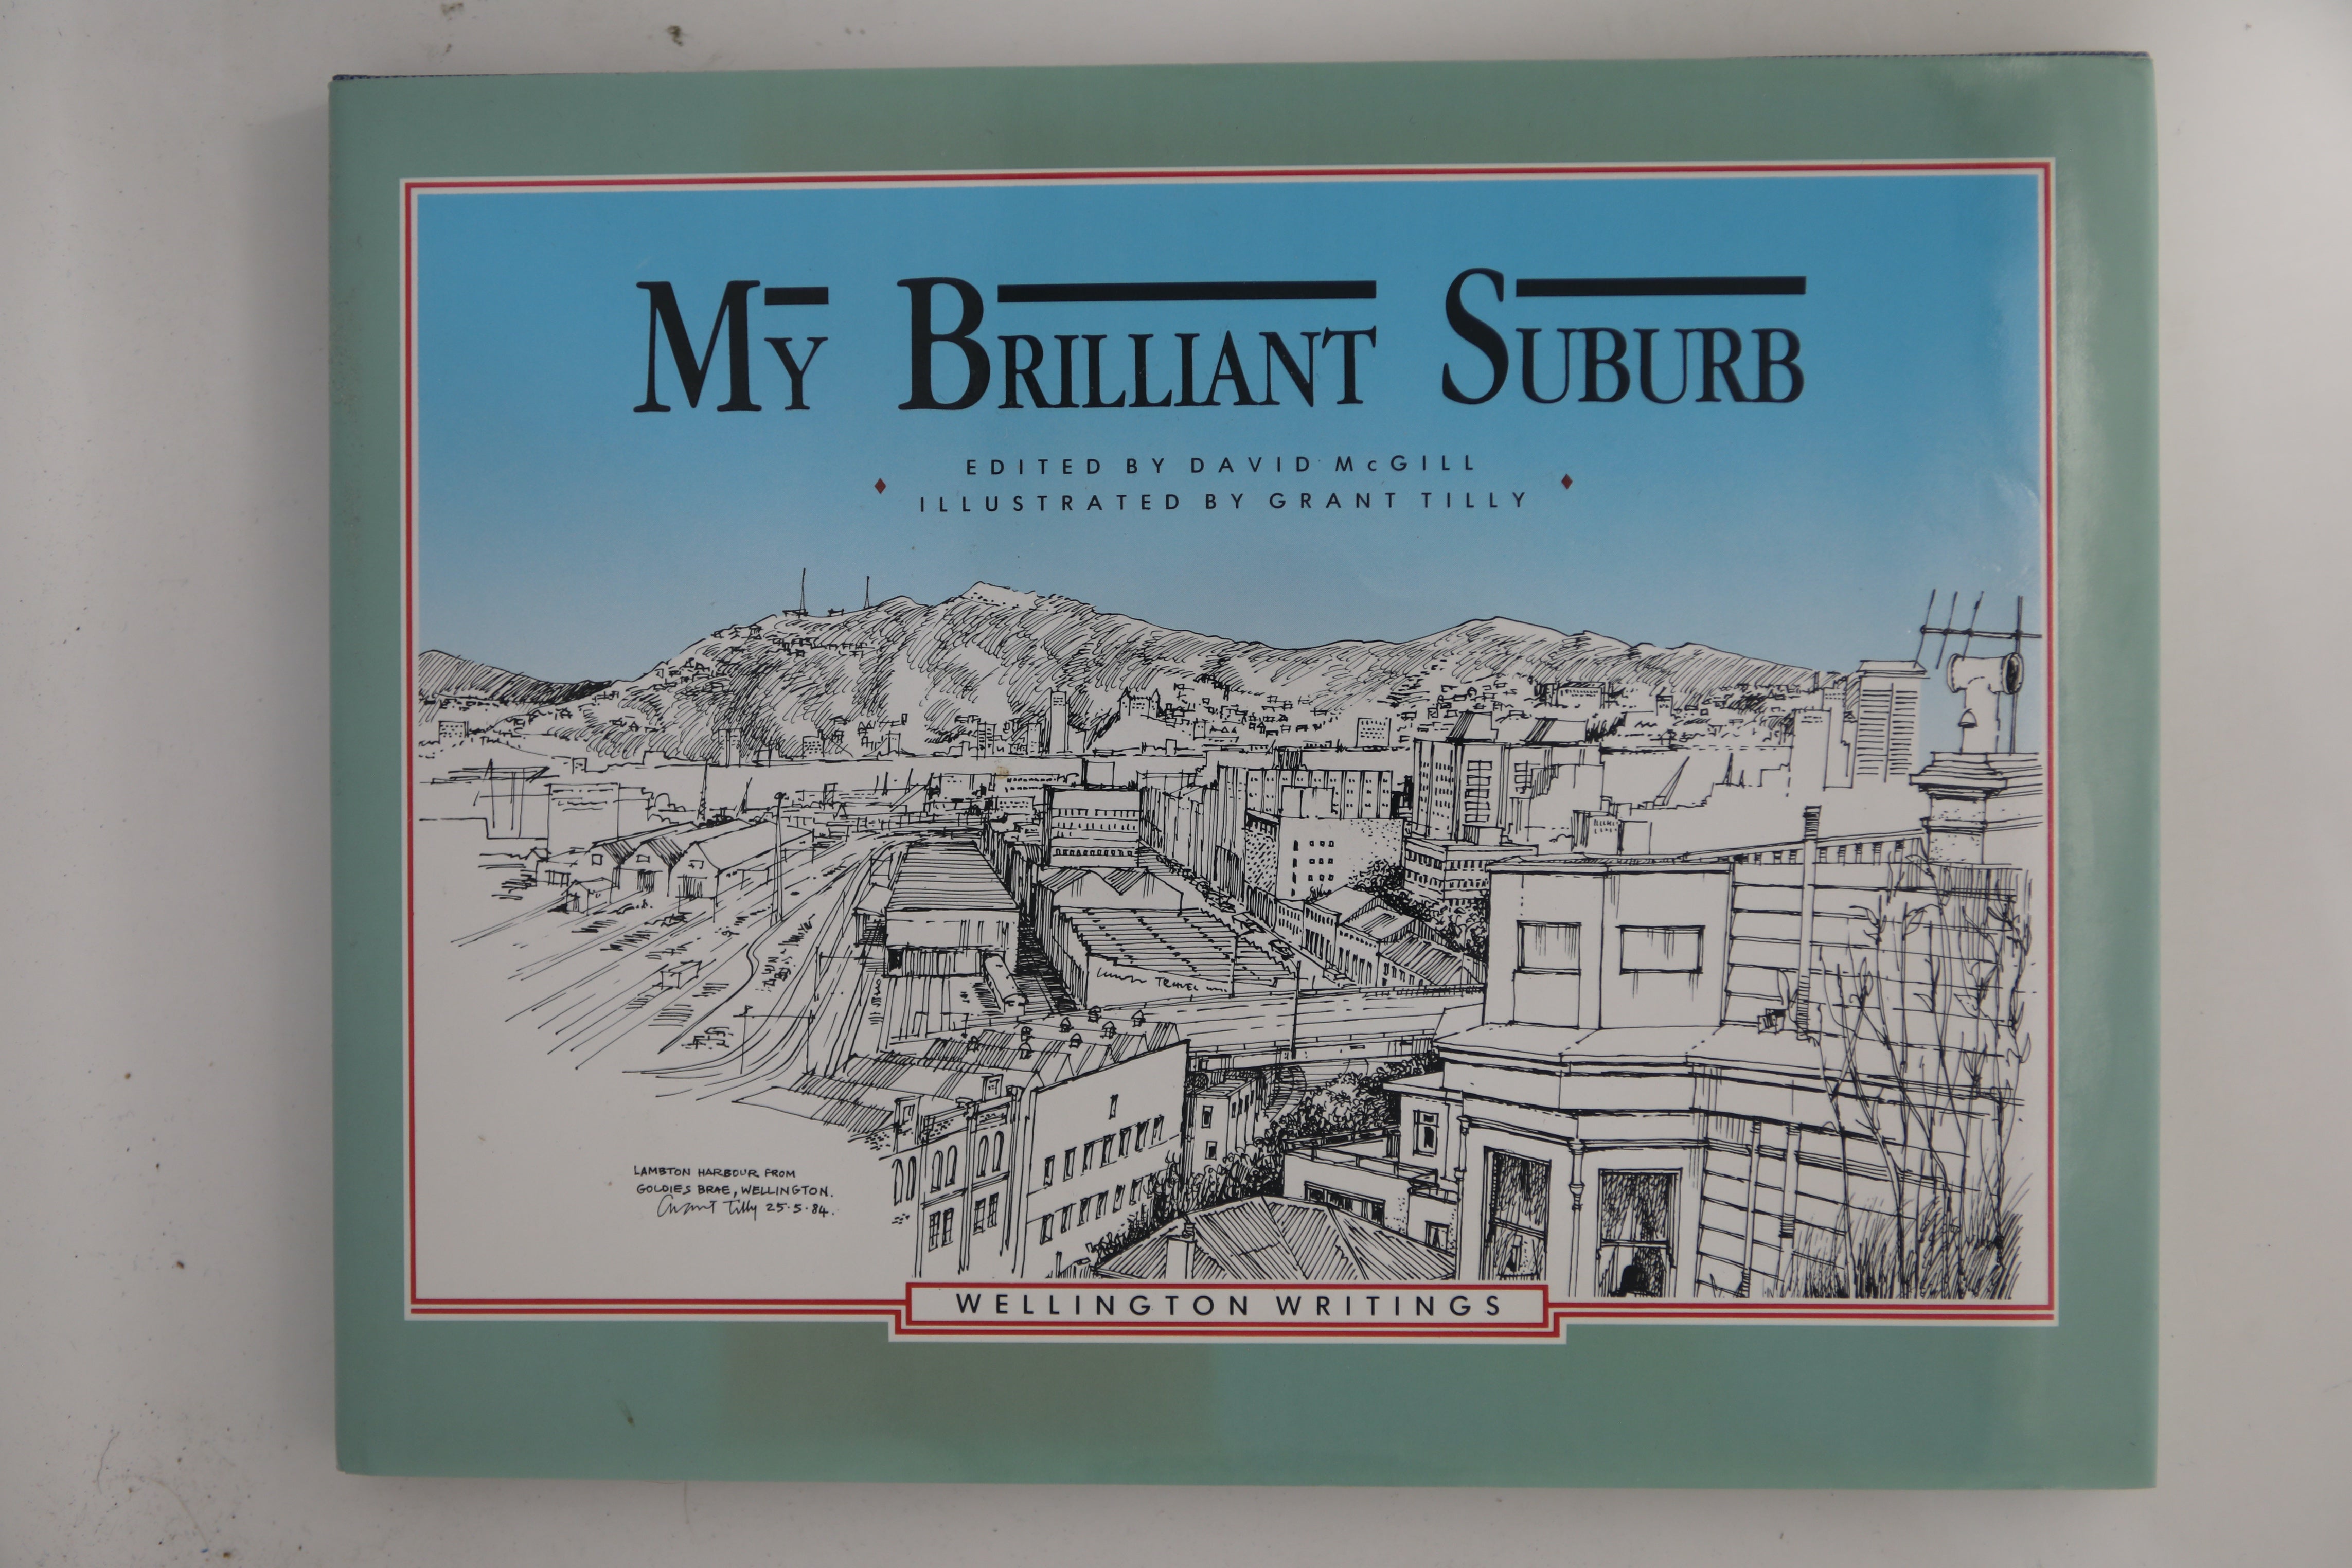 MY BRILLIANT SUBURB
EDITED BY DAVID McGILL
ILLUSTRATED BY GRANT TILLY
TRAVEL
LAMBTON HARBOUR FROM
GOLDIES BRAE, WELLINGTON.
Grant Tilly 25·5·84.
WELLINGTON WRITINGS